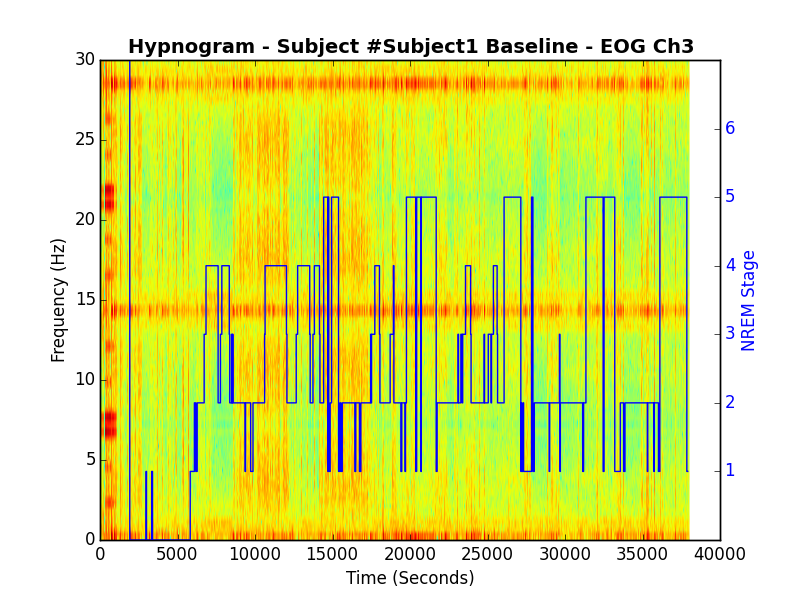 Hypnogram - Subject #Subject1 Baseline - EOG Ch3
30
25
20
15
10
5
0
Frequency (Hz)
6
5
4
3
2
1
NREM Stage
0 5000 10000 15000 20000 25000 30000 35000 40000
Time (Seconds)